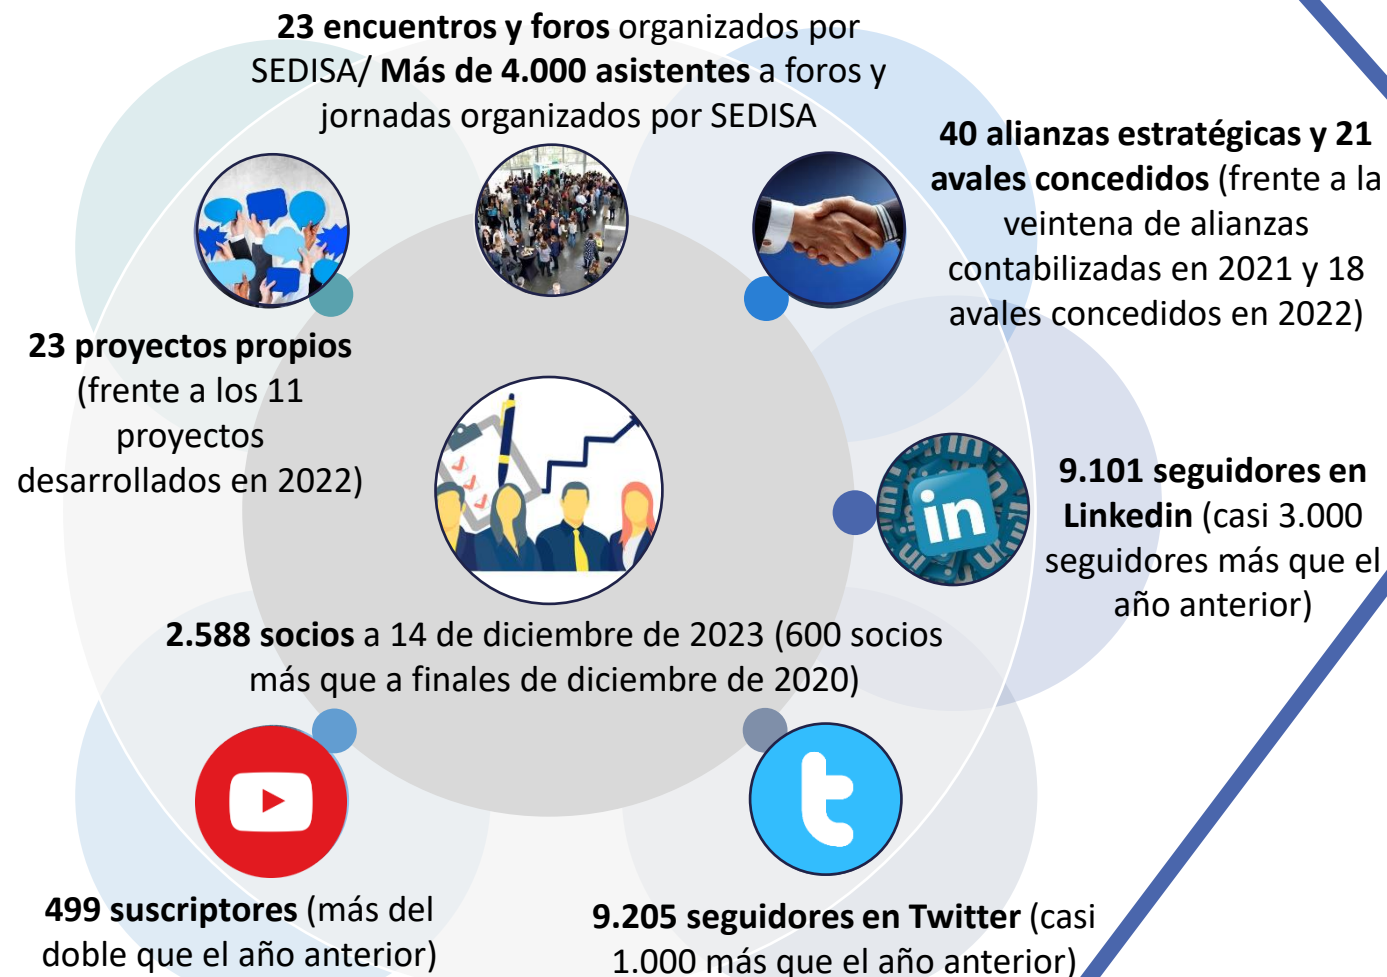 23 encuentros y foros organizados por
SEDISA/ Más de 4.000 asistentes a foros y
jornadas organizados por SEDISA
40 alianzas estratégicas y 21
avales concedidos (frente a la
veintena de alianzas
contabilizadas en 2021 y 18
avales concedidos en 2022)
23 proyectos propios
(frente a los 11
proyectos
desarrollados en 2022)
in
9.101 seguidores en
Linkedin (casi 3.000
seguidores más que el
año anterior)
2.588 socios a 14 de diciembre de 2023 (600 socios
más que a finales de diciembre de 2020)
t
499 suscriptores (más del
doble que el año anterior)
9.205 seguidores en Twitter (casi
1.000 más que el año anterior)